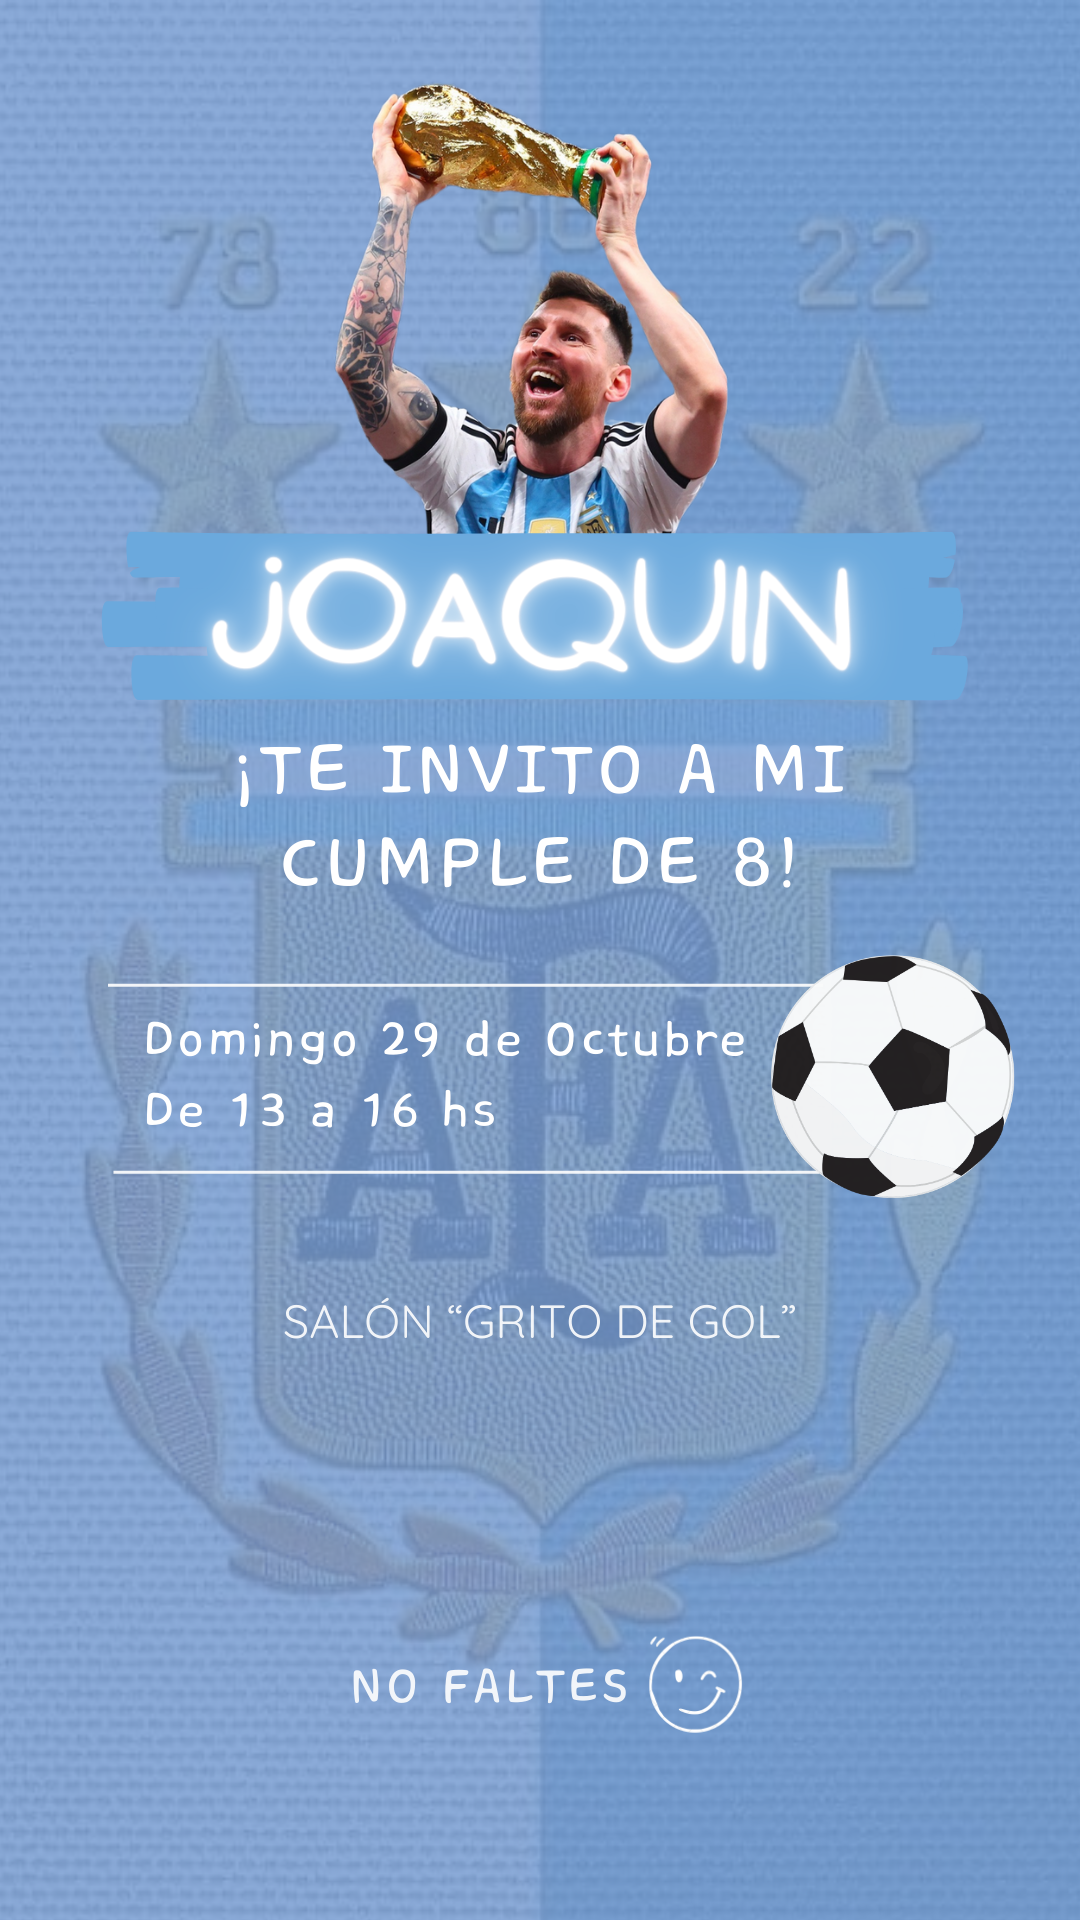 78 86 22
JOAQUIN
¡TE INVITO A MI
CUMPLE DE 8!
Domingo 29 de Octubre
De 13 a 16 hs
AFA
SALÓN “GRITO DE GOL”
NO FALTES